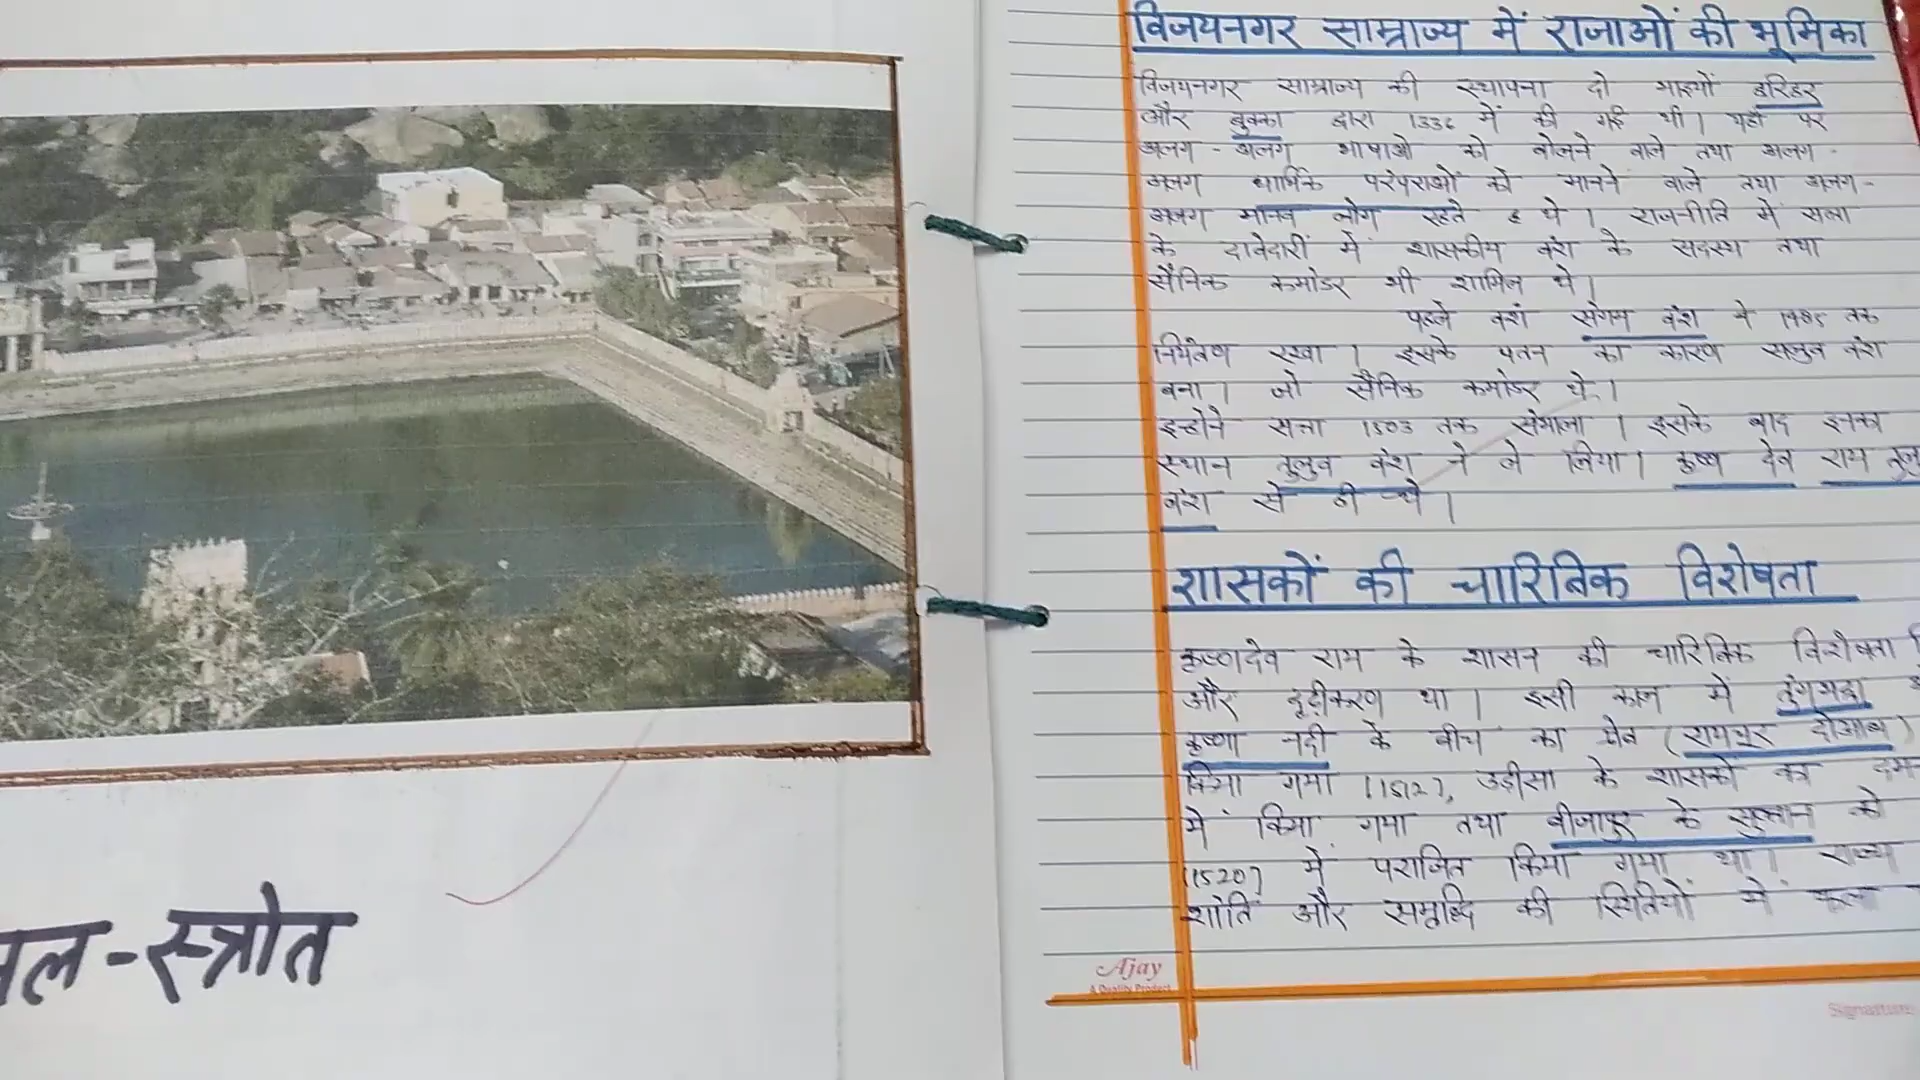 जल-स्त्रोत
विजयनगर साम्राज्य में राजाओं की भूमिका
विजयनगर साम्राज्य की स्थापना दो भाइयों हरिहर
और बुक्का द्वारा 1336 में की गई थी। यहाँ पर
अलग - अलग भाषाओ को बोलने वाले तथा अलग -
अलग धार्मिक परंपराओं को मानने वाले तथा अलग -
अलग मानव लोग रहते थे। राजनीति में सत्ता
के दावेदारों में शासकीय वंश के सदस्य तथा
सैनिक कमांडर भी शामिल थे।
पहले वंश संगम वंश ने 1485 तक
नियंत्रण रखा। इसके पतन का कारण सलुव वंश
बना। जो सैनिक कमांडर थे।
इन्होने सत्ता 1503 तक संभाला। इसके बाद इनका
स्थान तुलुव वंश ने ले लिया। कृष्ण देव राय
वंश से ही थे।
शासकों की चारित्रिक विशेषता
कृष्णदेव राय के शासन की चारित्रिक विशेषता
और दृढ़ीकरण था। इसी काल में तुंगभद्रा
कृष्णा नदी के बीच का क्षेत्र (रायचूर दोआब)
किया गया (1512), उड़ीसा के शासकों का
में किया गया तथा बीजापुर के सुल्तान को
(1520) में पराजित किया गया था। राज्य
शांति और समृद्धि की स्थितियों में
Ajay
A Quality Product
Signature